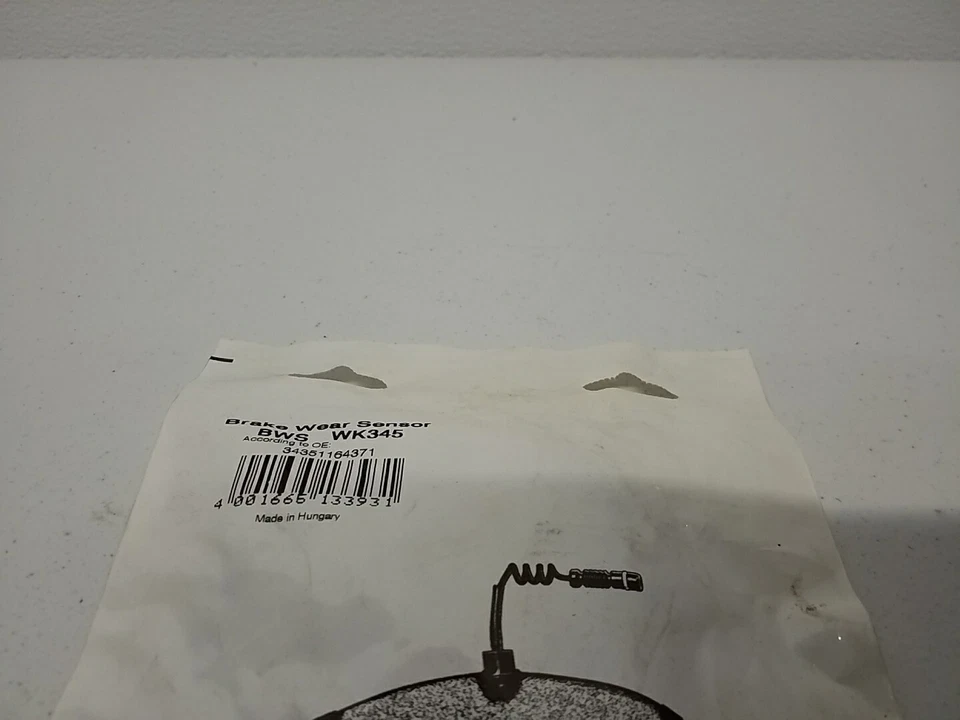 Brake Wear Sensor
BWS WK345
According to OE:
34351164371
4 001665 133931
Made in Hungary